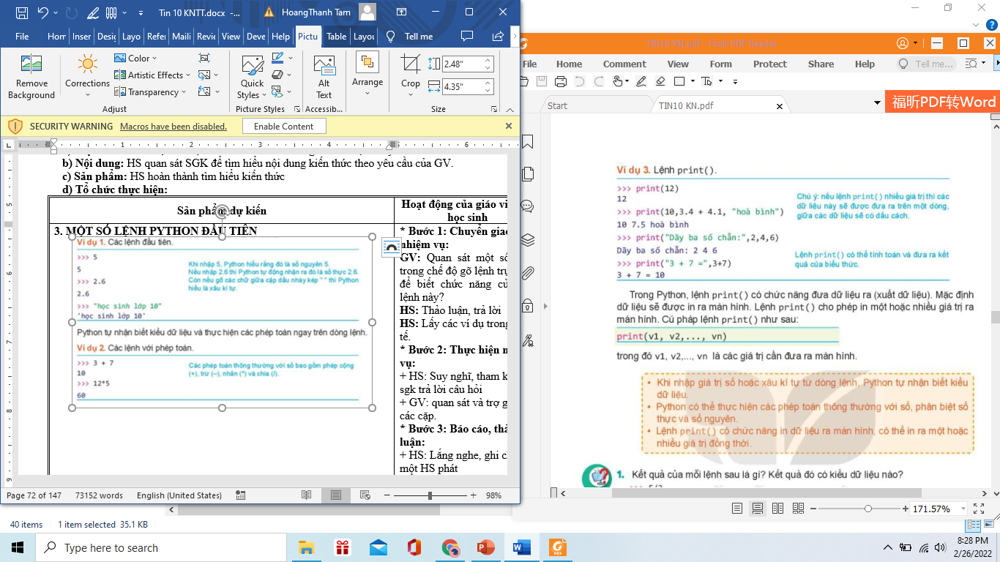 Tin 10 KNTT.docx -...
HoangThanh Tam
File Hor Inser Desig Layo Refer Maili Revie View Deve Help Pictu Table Layou Tell me
Remove Background
Corrections
Color
Artistic Effects
Transparency
Adjust
Quick Styles
Picture Styles
Alt Text
Accessib...
Arrange
Crop
2.48"
4.35"
Size
SECURITY WARNING Macros have been disabled. Enable Content
b) Nội dung: HS quan sát SGK để tìm hiểu nội dung kiến thức theo yêu cầu của GV.
c) Sản phẩm: HS hoàn thành tìm hiểu kiến thức
d) Tổ chức thực hiện:
Sản phẩm dự kiến
3. MỘT SỐ LỆNH PYTHON ĐẦU TIÊN
Ví dụ 1. Các lệnh đầu tiên.
>>> 5
5
>>> 2.6
2.6
>>> "học sinh lớp 10"
'học sinh lớp 10'
Khi nhập 5, Python hiểu rằng đó là số nguyên 5.
Nếu nhập 2.6 thì Python tự động nhận ra đó là số thực 2.6.
Còn nếu gõ các chữ giữa cặp dấu nháy kép " " thì Python
hiểu là xâu kí tự.
Python tự nhận biết kiểu dữ liệu và thực hiện các phép toán ngay trên dòng lệnh.
Ví dụ 2. Các lệnh với phép toán.
>>> 3 + 7
10
>>> 12*5
60
Các phép toán thông thường với số bao gồm phép cộng
(+), trừ (–), nhân (*) và chia (/).
Hoạt động của giáo vi
học sinh
* Bước 1: Chuyển giao
nhiệm vụ:
GV: Quan sát một số
trong chế độ gõ lệnh trự
để biết chức năng củ
lệnh này?
HS: Thảo luận, trả lời
HS: Lấy các ví dụ trong
tế.
* Bước 2: Thực hiện n
vụ:
+ HS: Suy nghĩ, tham k
sgk trả lời câu hỏi
+ GV: quan sát và trợ g
các cặp.
* Bước 3: Báo cáo, thả
luận:
+ HS: Lắng nghe, ghi c
một HS phát
Page 72 of 147 73152 words English (United States) 98%
40 items 1 item selected 35.1 KB
TIN10 KN.pdf - Foxit PDF Reader
File Home Comment View Form Protect Share Help Tell me...
Start TIN10 KN.pdf
福昕PDF转Word
Ví dụ 3. Lệnh print().
>>> print(12)
12
>>> print(10,3.4 + 4.1, "hoà bình")
10 7.5 hoà bình
>>> print("Dãy ba số chẵn:",2,4,6)
Dãy ba số chẵn: 2 4 6
>>> print("3 + 7 =",3+7)
3 + 7 = 10
Chú ý: nếu lệnh print() nhiều giá trị thì các
dữ liệu này sẽ được đưa ra trên một dòng,
giữa các dữ liệu sẽ có dấu cách.
Lệnh print() có thể tính toán và đưa ra kết
quả của biểu thức.
Trong Python, lệnh print() có chức năng đưa dữ liệu ra (xuất dữ liệu). Mặc định
dữ liệu sẽ được in ra màn hình. Lệnh print() cho phép in một hoặc nhiều giá trị ra
màn hình. Cú pháp lệnh print() như sau:
print(v1, v2,..., vn)
trong đó v1, v2,..., vn là các giá trị cần đưa ra màn hình.
• Khi nhập giá trị số hoặc xâu kí tự từ dòng lệnh, Python tự nhận biết kiểu
dữ liệu.
• Python có thể thực hiện các phép toán thông thường với số, phân biệt số
thực và số nguyên.
• Lệnh print() có chức năng in dữ liệu ra màn hình, có thể in ra một hoặc
nhiều giá trị đồng thời.
1. Kết quả của mỗi lệnh sau là gì? Kết quả đó có kiểu dữ liệu nào?
171.57%
Type here to search
8:28 PM
2/26/2022